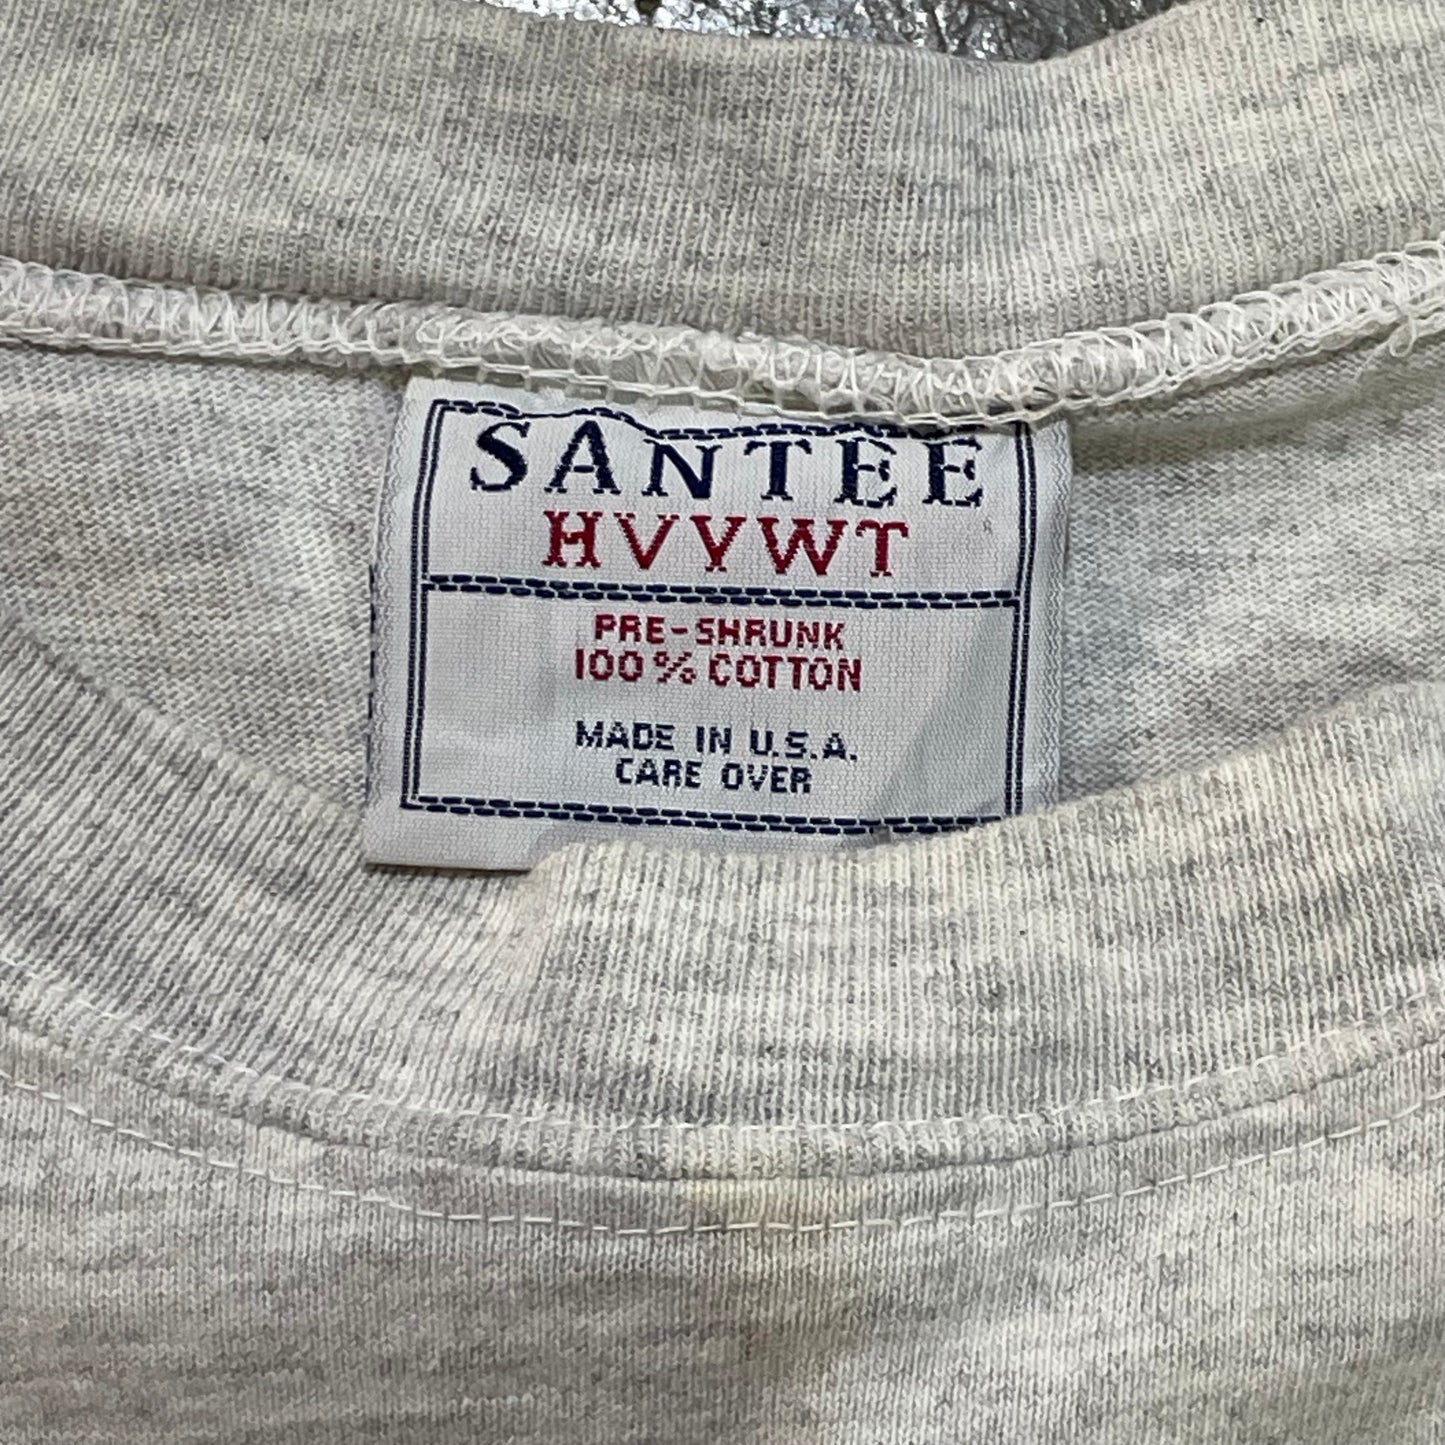 SANTEE
HVYWT
PRE-SHRUNK
100% COTTON
MADE IN U.S.A.
CARE OVER